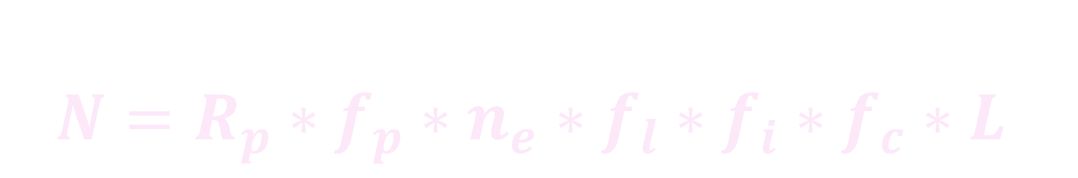 N = R_p * f_p * n_e * f_l * f_i * f_c * L